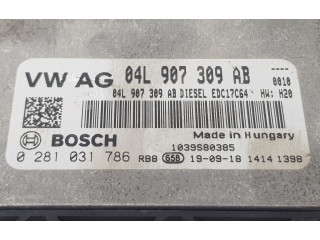 VW AG 04L 907 309 AB
04L 907 309 AB DIESEL EDC17C64 HW: H20
0010
Made in Hungary
BOSCH 1039S80385
0 281 031 786 RB8 658 19-09-18 1414 1398